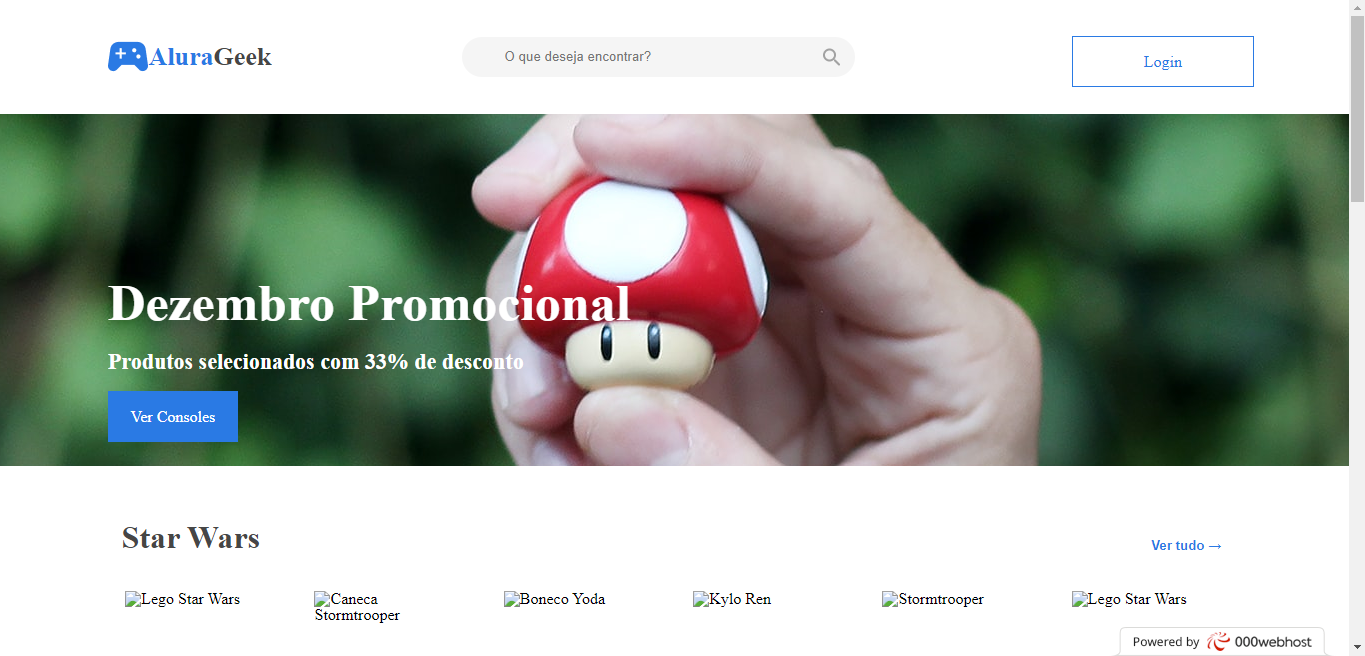 AluraGeek
O que deseja encontrar?
Login
Dezembro Promocional
Produtos selecionados com 33% de desconto
Ver Consoles
Star Wars
Ver tudo →
Lego Star Wars
Caneca
Stormtrooper
Boneco Yoda
Kylo Ren
Stormtrooper
Lego Star Wars
Powered by 000webhost